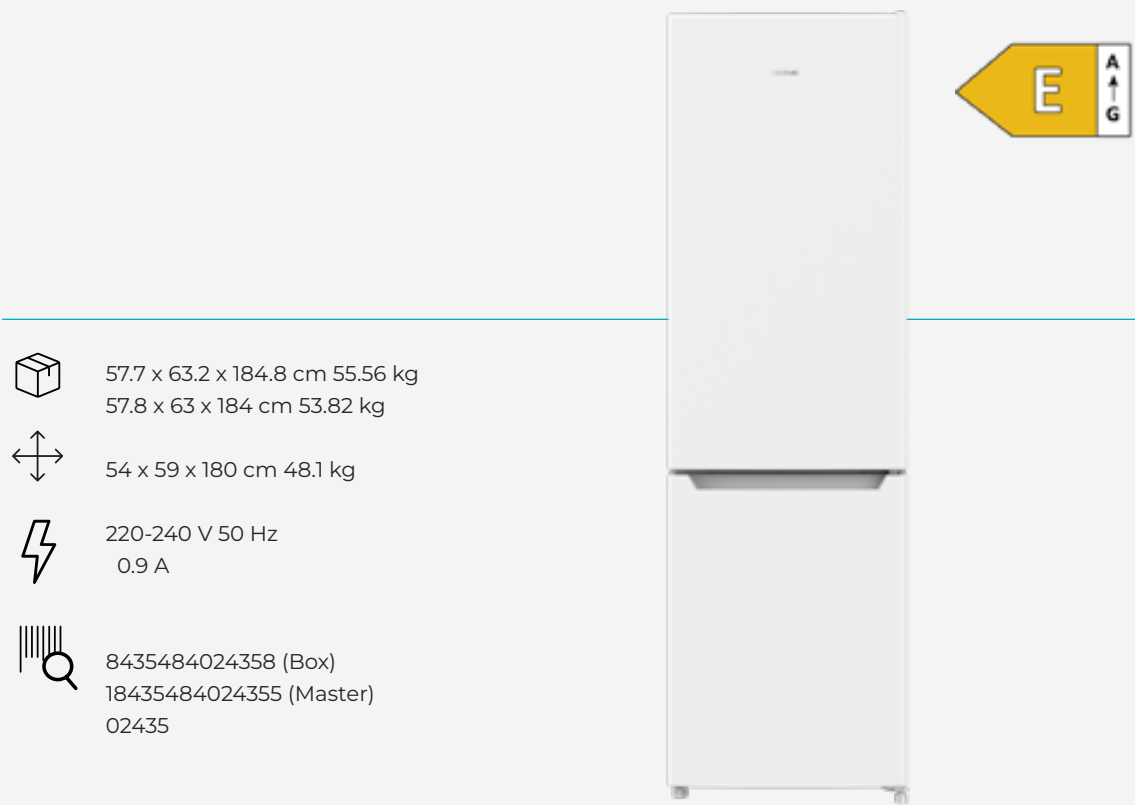 E
A
G
57.7 x 63.2 x 184.8 cm 55.56 kg
57.8 x 63 x 184 cm 53.82 kg
54 x 59 x 180 cm 48.1 kg
220-240 V 50 Hz
0.9 A
8435484024358 (Box)
18435484024355 (Master)
02435